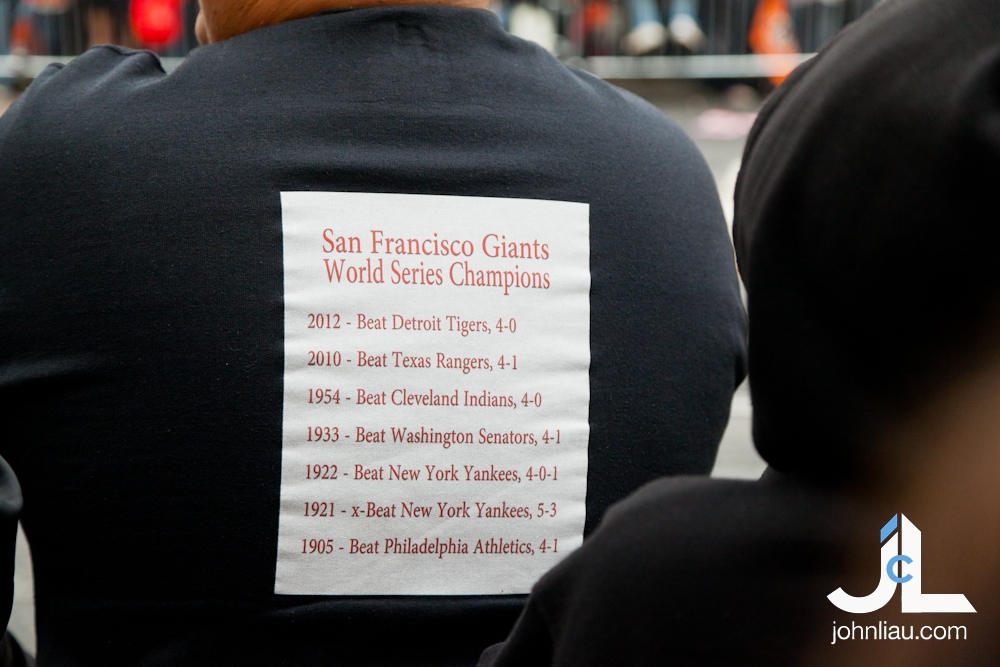 San Francisco Giants
World Series Champions
2012 - Beat Detroit Tigers, 4-0
2010 - Beat Texas Rangers, 4-1
1954 - Beat Cleveland Indians, 4-0
1933 - Beat Washington Senators, 4-1
1922 - Beat New York Yankees, 4-0-1
1921 - x-Beat New York Yankees, 5-3
1905 - Beat Philadelphia Athletics, 4-1
JCL
johnliau.com